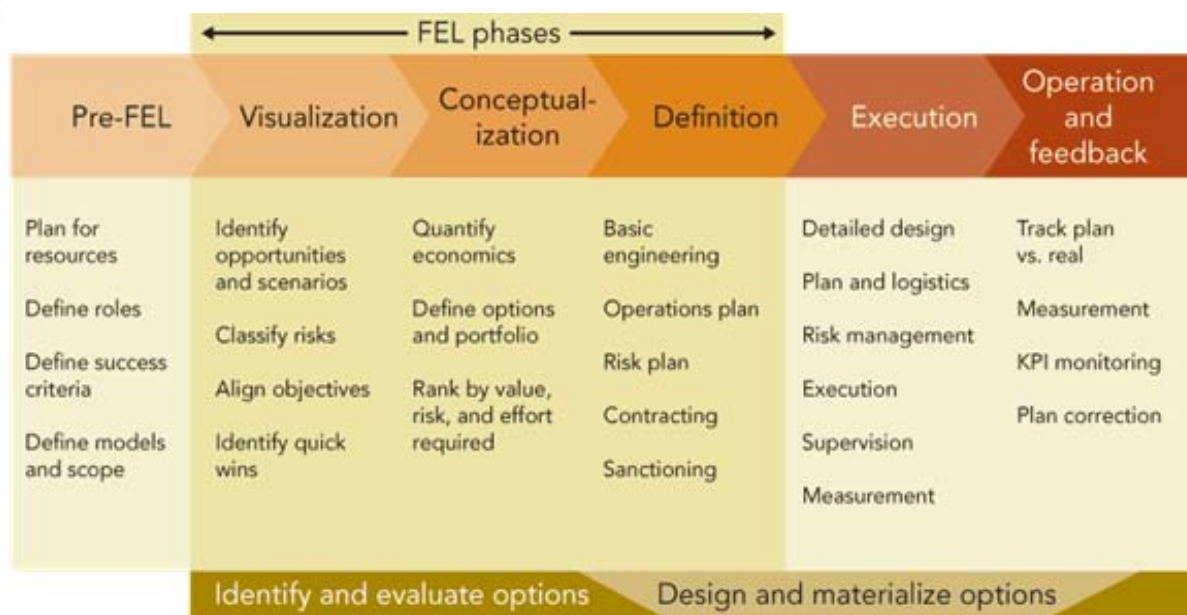 FEL phases
Pre-FEL
Visualization
Conceptual-
ization
Definition
Execution
Operation
and
feedback
Plan for
resources
Define roles
Define success
criteria
Define models
and scope
Identify
opportunities
and scenarios
Classify risks
Align objectives
Identify quick
wins
Quantify
economics
Define options
and portfolio
Rank by value,
risk, and effort
required
Basic
engineering
Operations plan
Risk plan
Contracting
Sanctioning
Detailed design
Plan and logistics
Risk management
Execution
Supervision
Measurement
Track plan
vs. real
Measurement
KPI monitoring
Plan correction
Identify and evaluate options
Design and materialize options